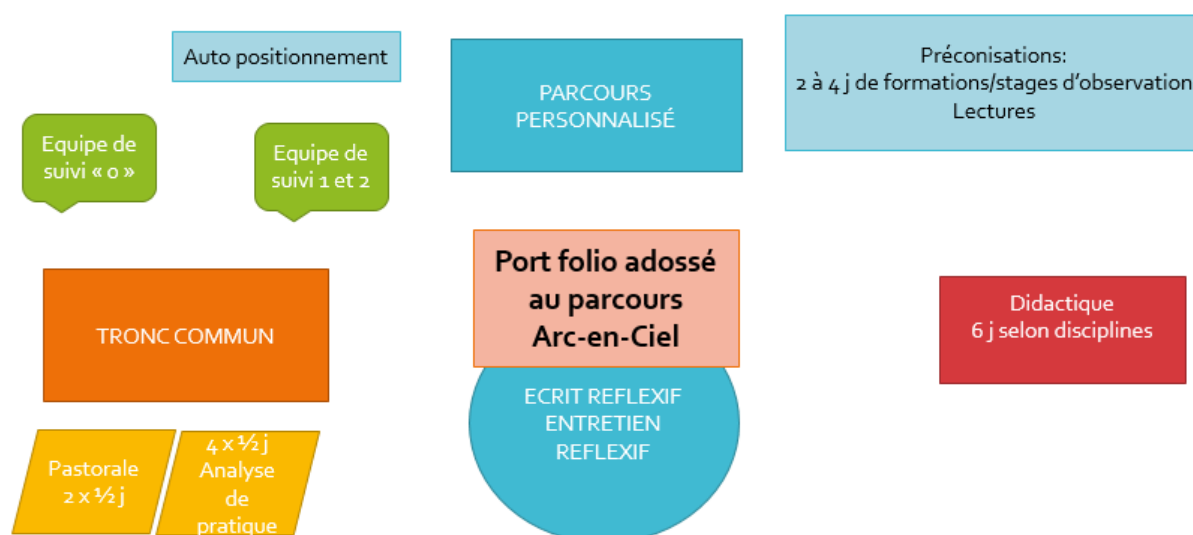 Auto positionnement
PARCOURS
PERSONNALISÉ
Préconisations:
2 à 4 j de formations/stages d'observation
Lectures
Equipe de
suivi « 0 »
Equipe de
suivi 1 et 2
Port folio adossé
au parcours
Arc-en-Ciel
TRONC COMMUN
Didactique
6 j selon disciplines
ECRIT REFLEXIF
ENTRETIEN
REFLEXIF
Pastorale
2 x ½ j
4 x ½ j
Analyse
de
pratique